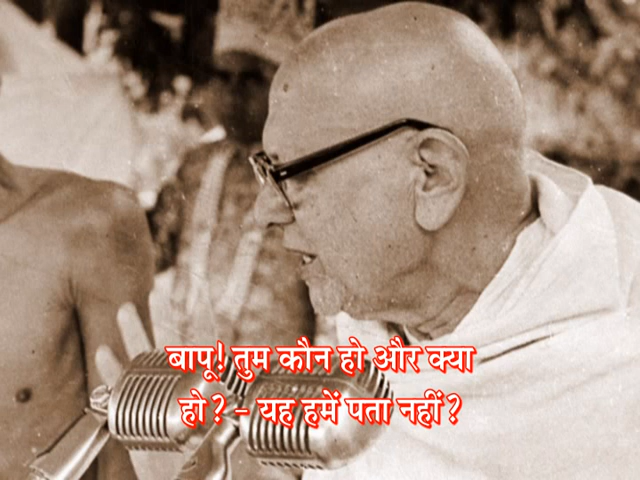 बापू! तुम कौन हो और क्या
हो? - यह हमें पता नहीं?